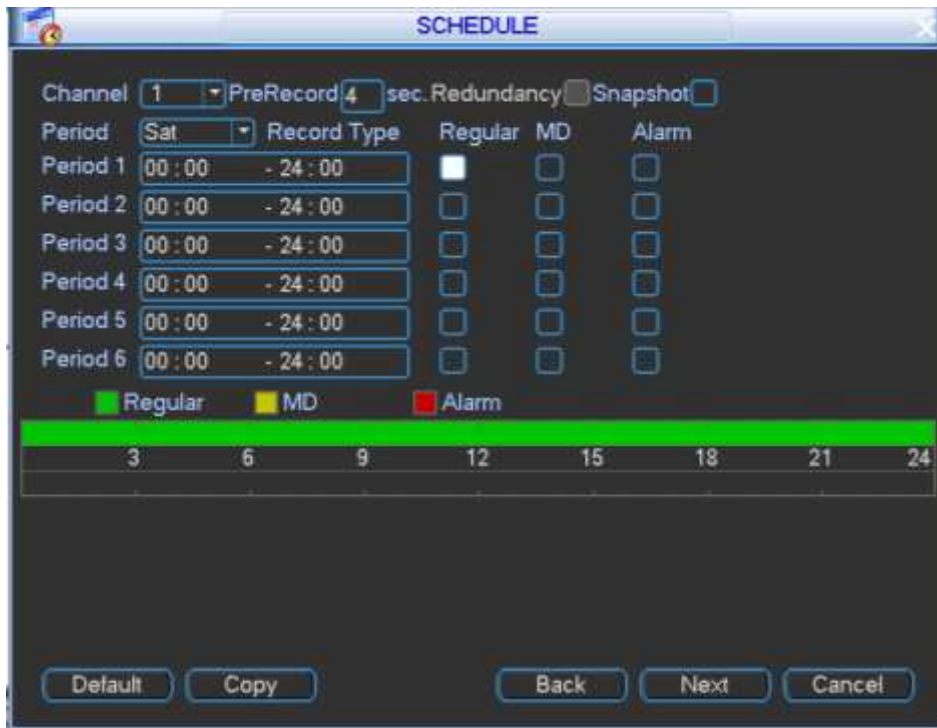 SCHEDULE
Channel 1 PreRecord 4 sec. Redundancy Snapshot
Period Sat Record Type Regular MD Alarm
Period 1 00 : 00 - 24 : 00
Period 2 00 : 00 - 24 : 00
Period 3 00 : 00 - 24 : 00
Period 4 00 : 00 - 24 : 00
Period 5 00 : 00 - 24 : 00
Period 6 00 : 00 - 24 : 00
Regular MD Alarm
3 6 9 12 15 18 21 24
Default Copy Back Next Cancel